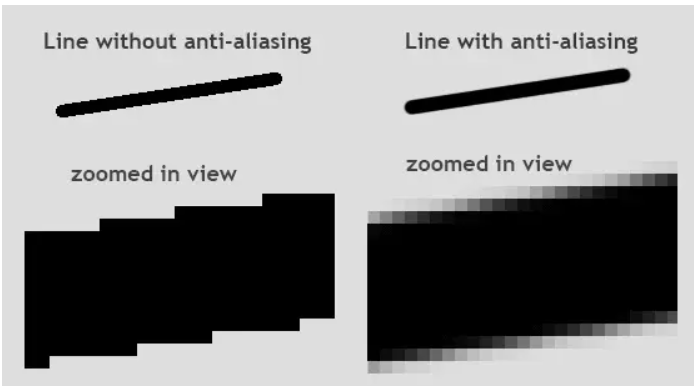 Line without anti-aliasing
Line with anti-aliasing
zoomed in view
zoomed in view